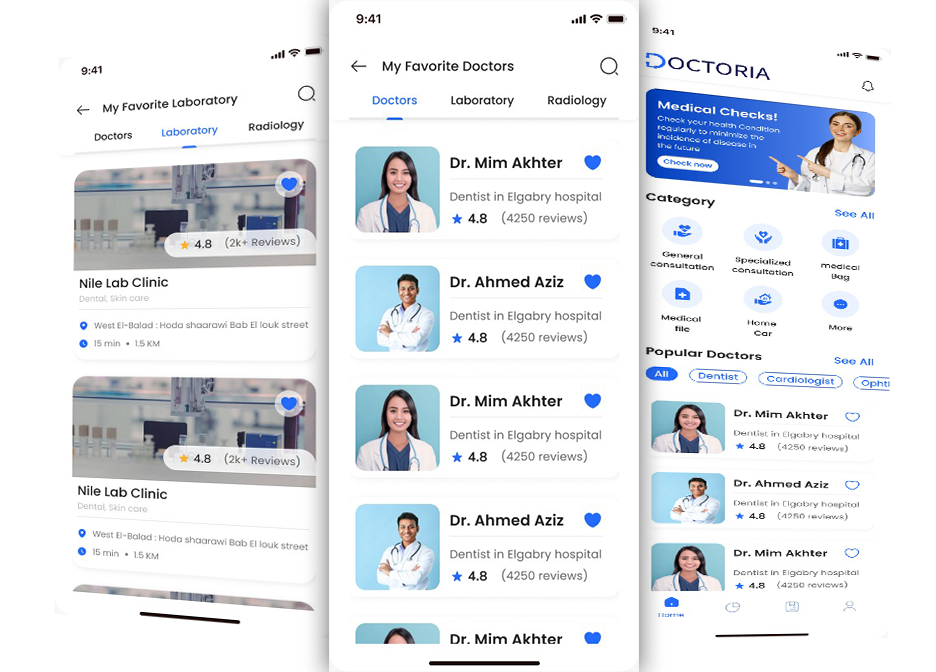 9:41
My Favorite Laboratory
Doctors Laboratory Radiology
4.8 (2k+ Reviews)
Nile Lab Clinic
Dental, Skin care
West El-Balad : Hoda shaarawi Bab El louk street
15 min • 1.5 KM
4.8 (2k+ Reviews)
Nile Lab Clinic
Dental, Skin care
West El-Balad : Hoda shaarawi Bab El louk street
15 min • 1.5 KM
9:41
My Favorite Doctors
Doctors Laboratory Radiology
Dr. Mim Akhter
Dentist in Elgabry hospital
4.8 (4250 reviews)
Dr. Ahmed Aziz
Dentist in Elgabry hospital
4.8 (4250 reviews)
Dr. Mim Akhter
Dentist in Elgabry hospital
4.8 (4250 reviews)
Dr. Ahmed Aziz
Dentist in Elgabry hospital
4.8 (4250 reviews)
Dr. Mim Akhter
9:41
DOCTORIA
Medical Checks!
Check your health Condition
regularly to minimize the
incidence of disease in
the future
Check now
Category
See All
General
consultation
Specialized
consultation
medical
Bag
Medical
file
Home
Car
More
Popular Doctors
See All
All Dentist Cardiologist Ophti
Dr. Mim Akhter
Dentist in Elgabry hospital
4.8 (4250 reviews)
Dr. Ahmed Aziz
Dentist in Elgabry hospital
4.8 (4250 reviews)
Dr. Mim Akhter
Dentist in Elgabry hospital
4.8 (4250 reviews)
Home